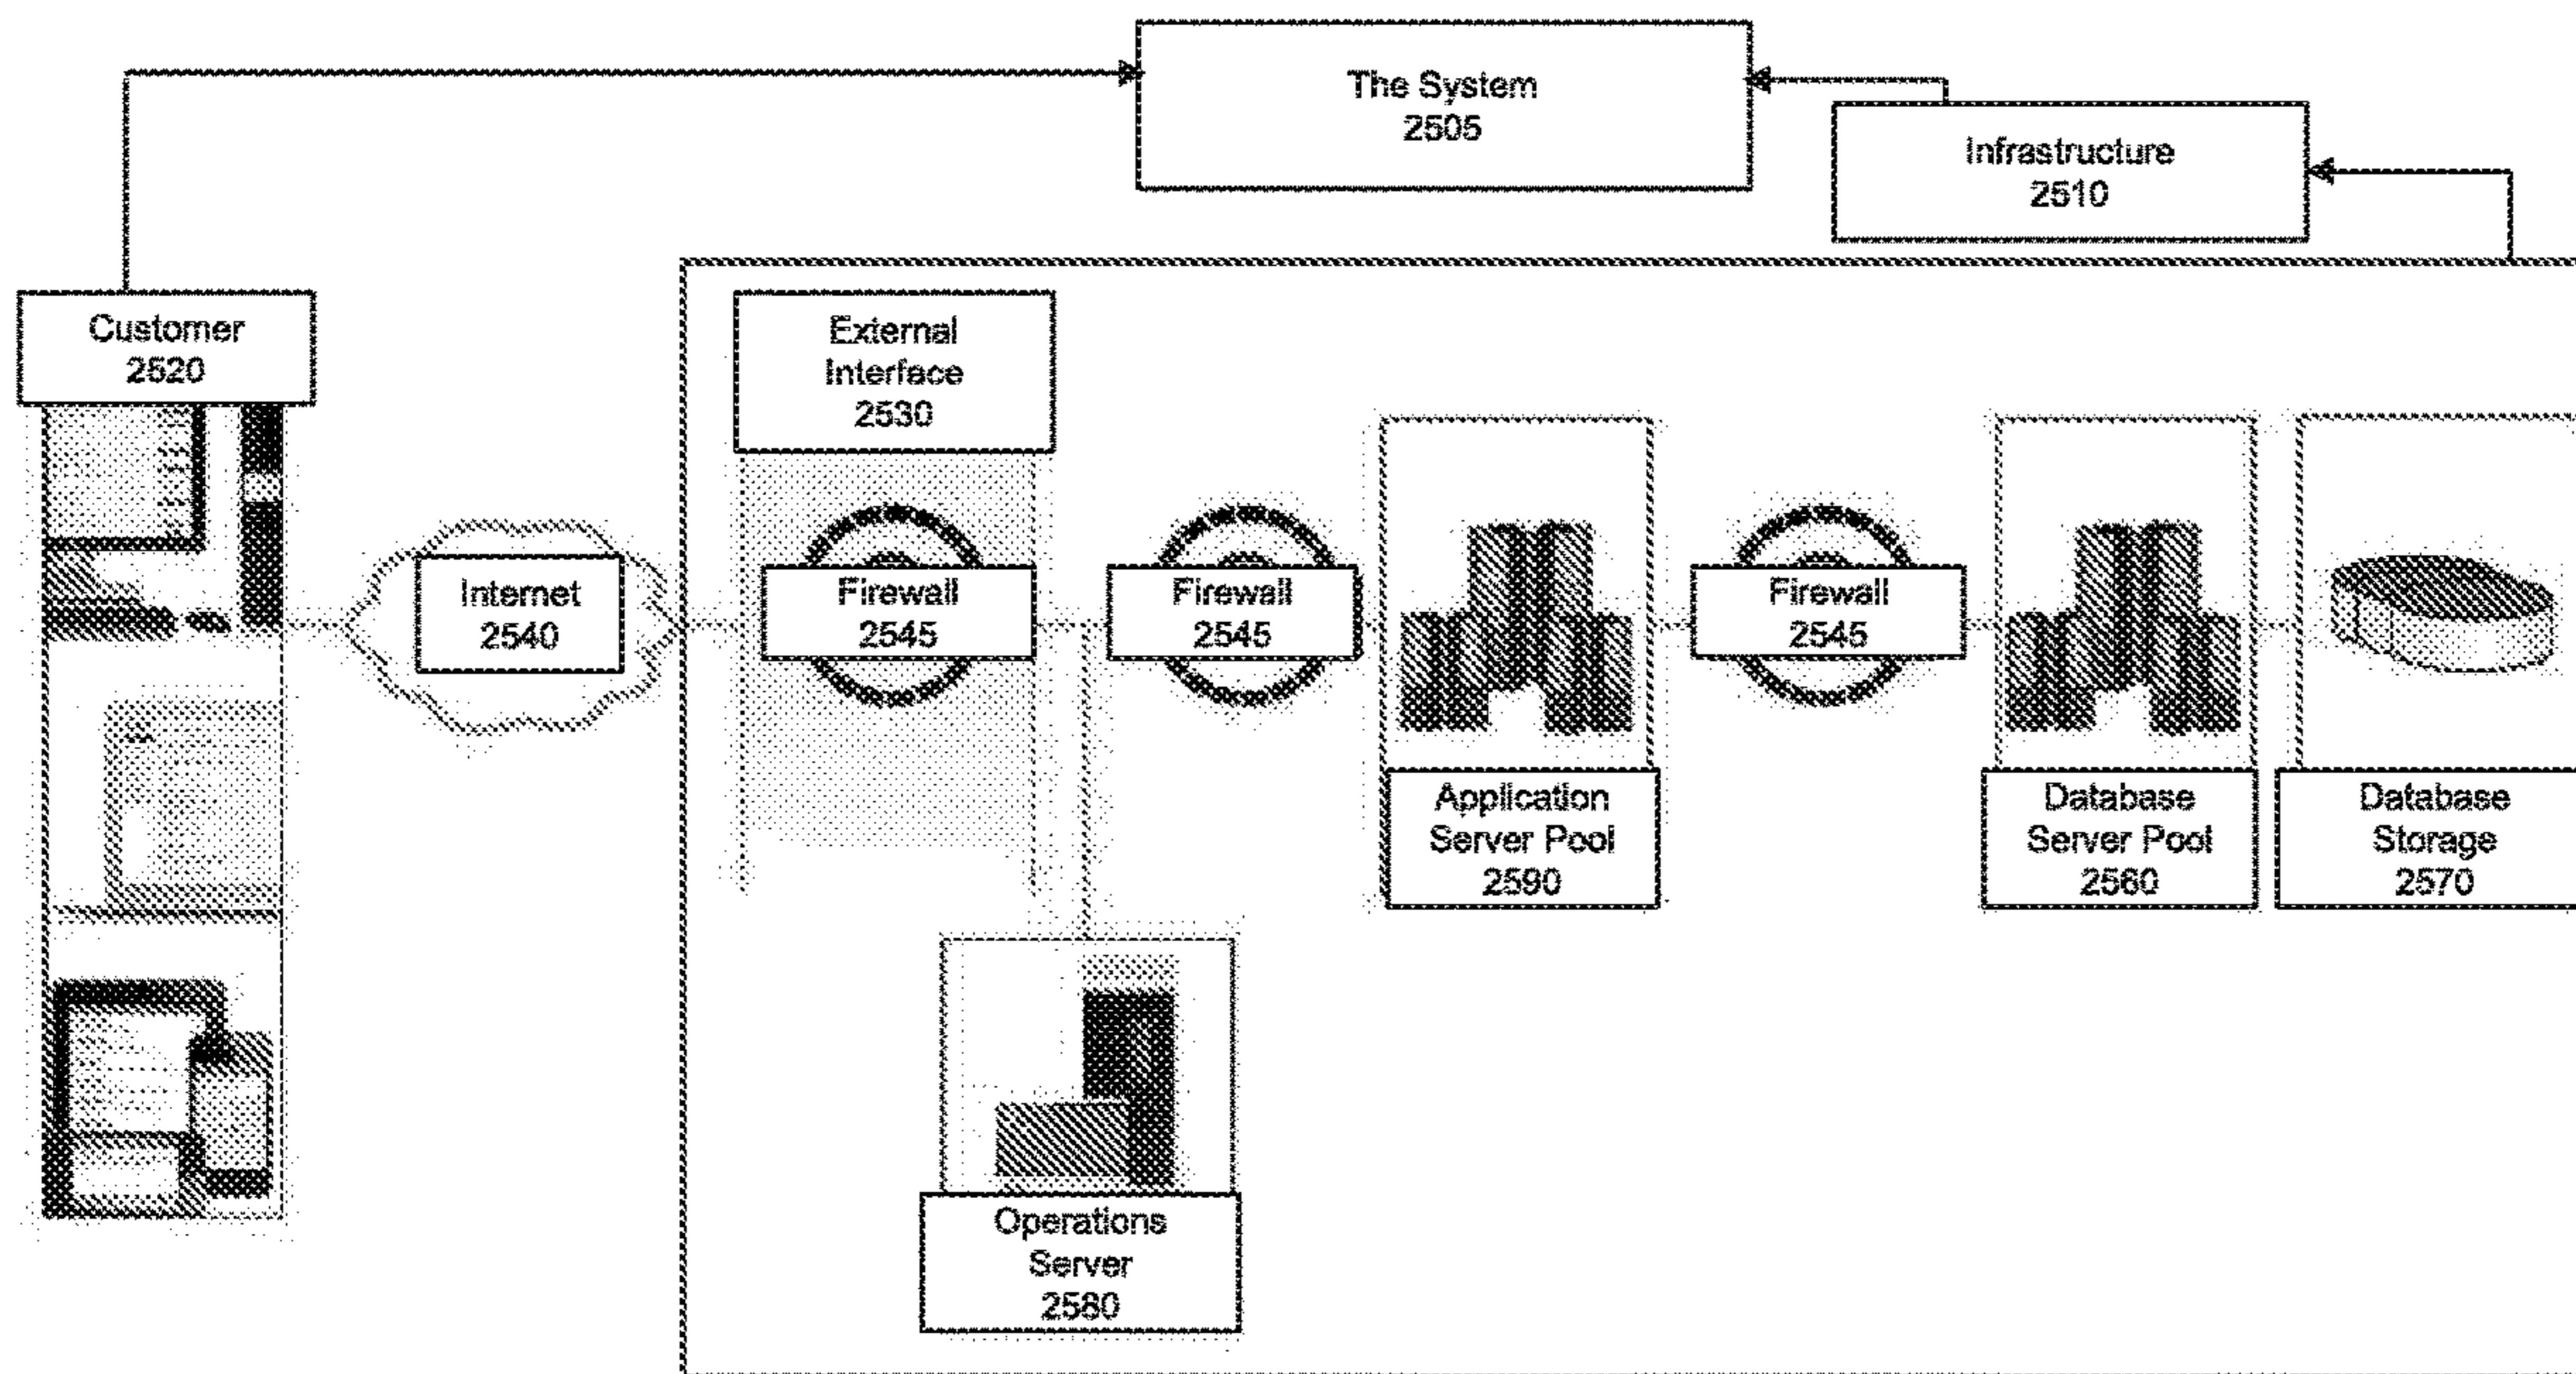 The System
2505
Infrastructure
2510
Customer
2520
External
Interface
2530
Internet
2540
Firewall
2545
Firewall
2545
Firewall
2545
Application
Server Pool
2590
Database
Server Pool
2560
Database
Storage
2570
Operations
Server
2580